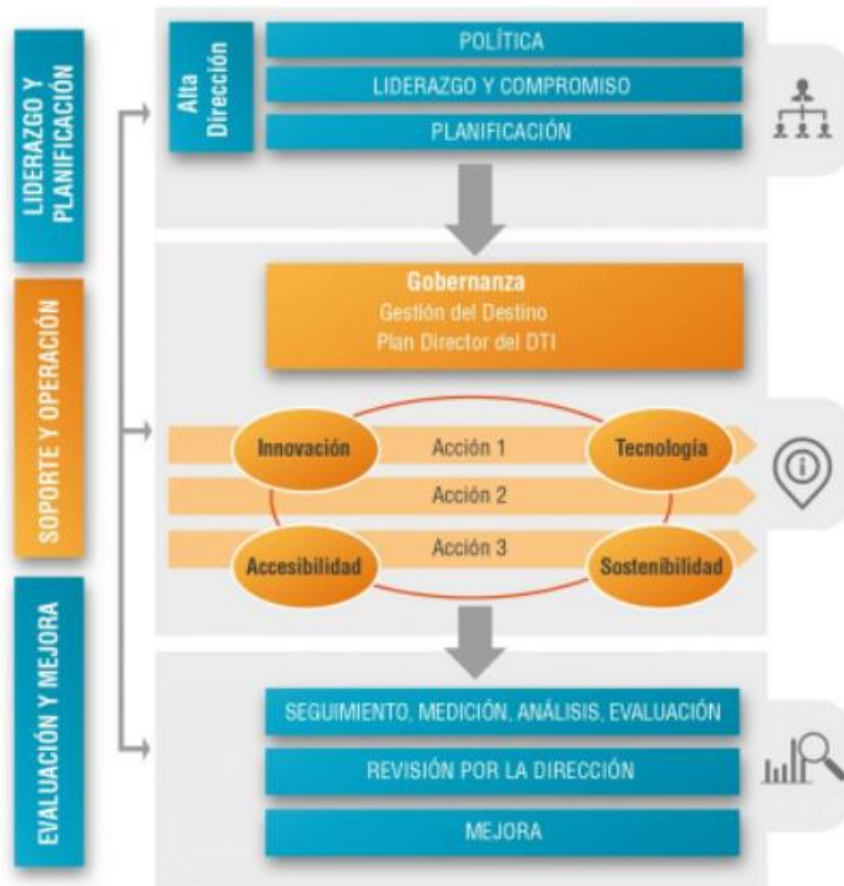 LIDERAZGO Y
PLANIFICACIÓN
Alta
Dirección
POLÍTICA
LIDERAZGO Y COMPROMISO
PLANIFICACIÓN
SOPORTE Y OPERACIÓN
Gobernanza
Gestión del Destino
Plan Director del DTI
Innovación
Acción 1
Tecnología
Acción 2
Acción 3
Accesibilidad
Sostenibilidad
EVALUACIÓN Y MEJORA
SEGUIMIENTO, MEDICIÓN, ANÁLISIS, EVALUACIÓN
REVISIÓN POR LA DIRECCIÓN
MEJORA